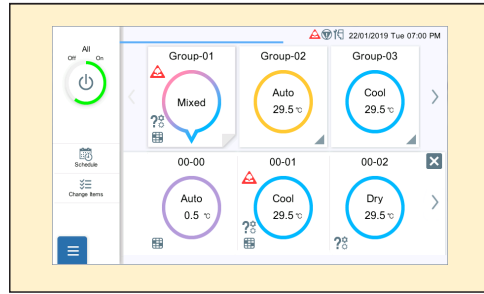 22/01/2019 Tue 07:00 PM
All
Off On
Group-01
Group-02
Group-03
Mixed
Auto
29.5 °C
Cool
29.5 °C
Schedule
Change Items
00-00
00-01
00-02
Auto
0.5 °C
Cool
29.5 °C
Dry
29.5 °C